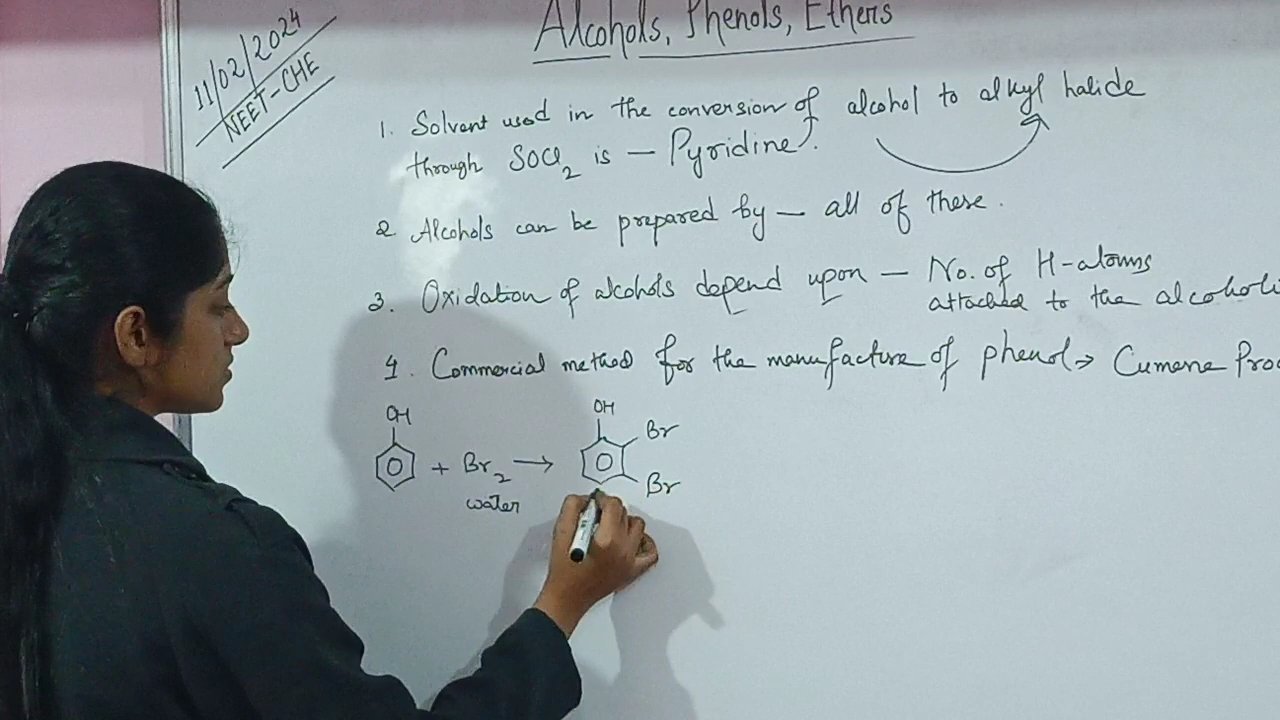 Alcohols, Phenols, Ethers
11/02/2024
NEET-CHE
1. Solvent used in the conversion of alcohol to alkyl halide
through SOCl2 is – Pyridine.
2 Alcohols can be prepared by – all of these.
3. Oxidation of alcohols depend upon – No. of H-atoms
attached to the alcoholi
4. Commercial method for the manufacture of phenol → Cumene Pro
OH
OH
Br
+ Br2 →
Br
water